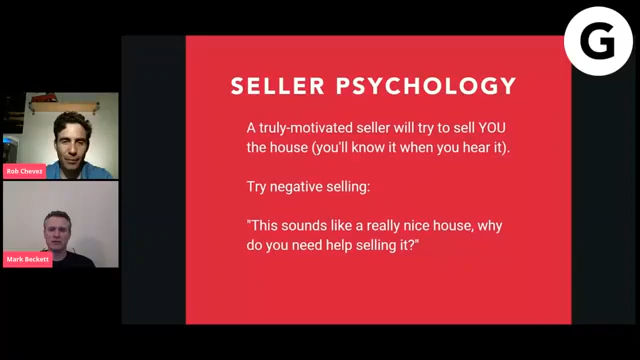 G
SELLER PSYCHOLOGY
A truly-motivated seller will try to sell YOU
the house (you'll know it when you hear it).
Try negative selling:
"This sounds like a really nice house, why
do you need help selling it?"
Rob Chevez
Mark Beckett